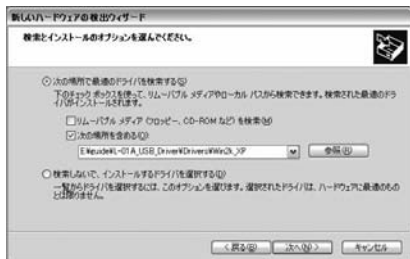 新しいハードウェアの検出ウィザード
検索とインストールのオプションを選んでください。
次の場所で最適のドライバを検索する(S)
下のチェック ボックスを使って、リムーバブル メディアやローカル パスから検索できます。検索された最適のドラ
イバがインストールされます。
リムーバブル メディア (フロッピー、CD-ROM など) を検索(M)
次の場所を含める(O):
E:¥guide¥L-01A_USB_Driver¥Drivers¥Win2k_XP
参照(R)
検索しないで、インストールするドライバを選択する(D)
一覧からドライバを選択するには、このオプションを選びます。選択されたドライバは、ハードウェアに最適のもの
とは限りません。
< 戻る(B)
次へ(N) >
キャンセル